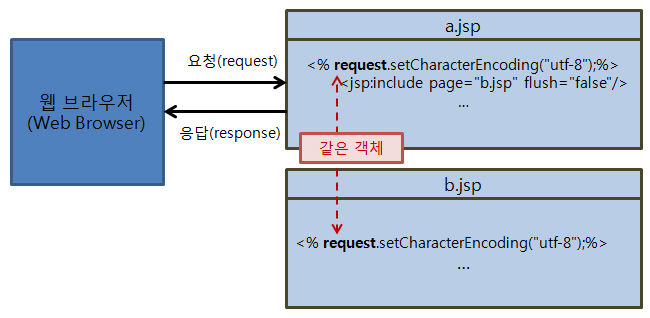 웹 브라우저
(Web Browser)
요청(request)
응답(response)
a.jsp
<% request.setCharacterEncoding("utf-8");%>
<jsp:include page="b.jsp" flush="false"/>
...
같은 객체
b.jsp
<% request.setCharacterEncoding("utf-8");%>
...